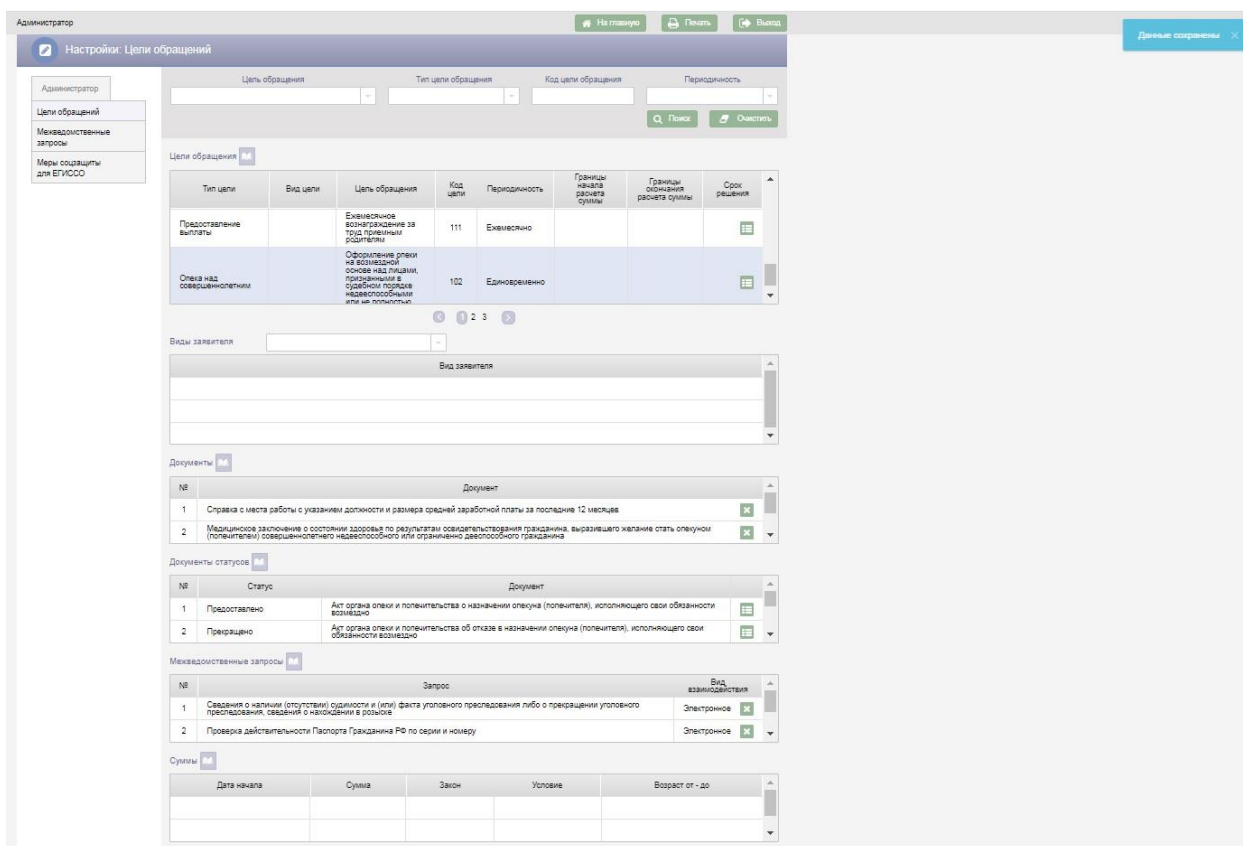 Администратор
На главную
Печать
Выход
Данные сохранены
Настройки: Цели обращений
Администратор
Цели обращений
Межведомственные
запросы
Меры соцзащиты
для ЕГИССО
Цель обращения
Тип цели обращения
Код цели обращения
Периодичность
Поиск
Очистить
Цели обращения
Тип цели
Вид цели
Цель обращения
Код
цели
Периодичность
Границы
начала
расчета
суммы
Границы
окончания
расчета суммы
Срок
решения
Предоставление
выплаты
Ежемесячное
вознаграждение за
труд приемным
родителям
111
Ежемесячно
Опека над
совершеннолетним
Оформление опеки
на возмездной
основе над лицами,
признанными в
судебном порядке
недееспособными
или не полностью
102
Единовременно
1 2 3
Виды заявителя
Вид заявителя
Документы
№
Документ
1 Справка с места работы с указанием должности и размера средней заработной платы за последние 12 месяцев
2 Медицинское заключение о состоянии здоровья по результатам освидетельствования гражданина, выразившего желание стать опекуном
(попечителем) совершеннолетнего недееспособного или ограниченно дееспособного гражданина
Документы статусов
№
Статус
Документ
1 Предоставлено
Акт органа опеки и попечительства о назначении опекуна (попечителя), исполняющего свои обязанности
возмездно
2 Прекращено
Акт органа опеки и попечительства об отказе в назначении опекуна (попечителя), исполняющего свои
обязанности возмездно
Межведомственные запросы
№
Запрос
Вид
взаимодействия
1 Сведения о наличии (отсутствии) судимости и (или) факта уголовного преследования либо о прекращении уголовного
преследования, сведения о нахождении в розыске
Электронное
2 Проверка действительности Паспорта Гражданина РФ по серии и номеру
Электронное
Суммы
Дата начала
Сумма
Закон
Условие
Возраст от - до